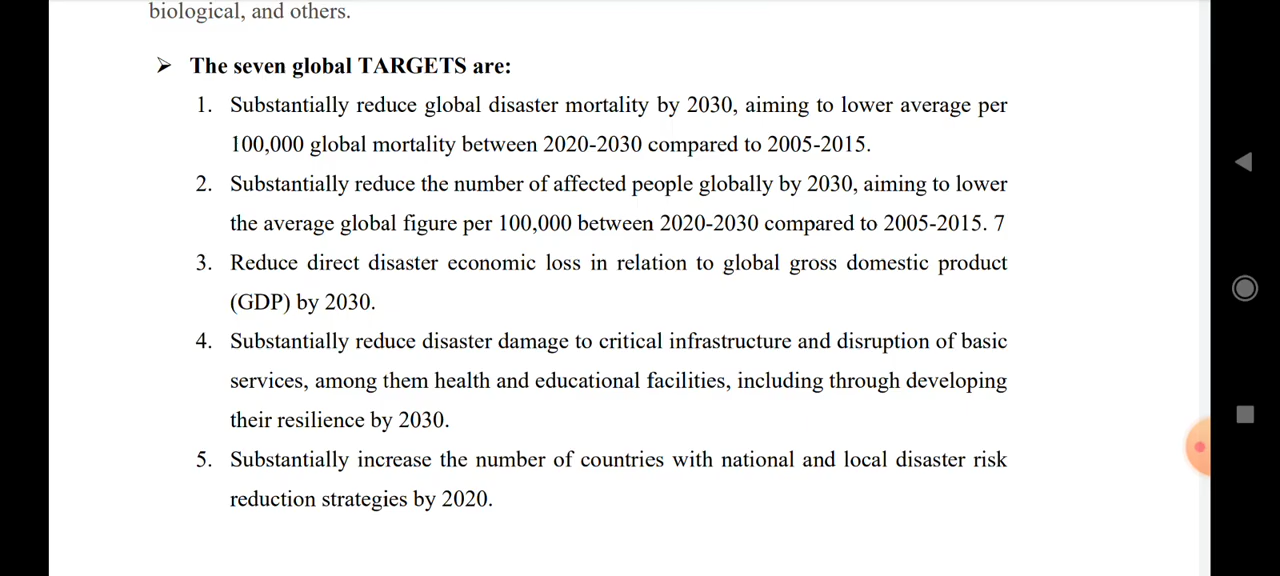 biological, and others.
➢ The seven global TARGETS are:
1. Substantially reduce global disaster mortality by 2030, aiming to lower average per
100,000 global mortality between 2020-2030 compared to 2005-2015.
2. Substantially reduce the number of affected people globally by 2030, aiming to lower
the average global figure per 100,000 between 2020-2030 compared to 2005-2015. 7
3. Reduce direct disaster economic loss in relation to global gross domestic product
(GDP) by 2030.
4. Substantially reduce disaster damage to critical infrastructure and disruption of basic
services, among them health and educational facilities, including through developing
their resilience by 2030.
5. Substantially increase the number of countries with national and local disaster risk
reduction strategies by 2020.